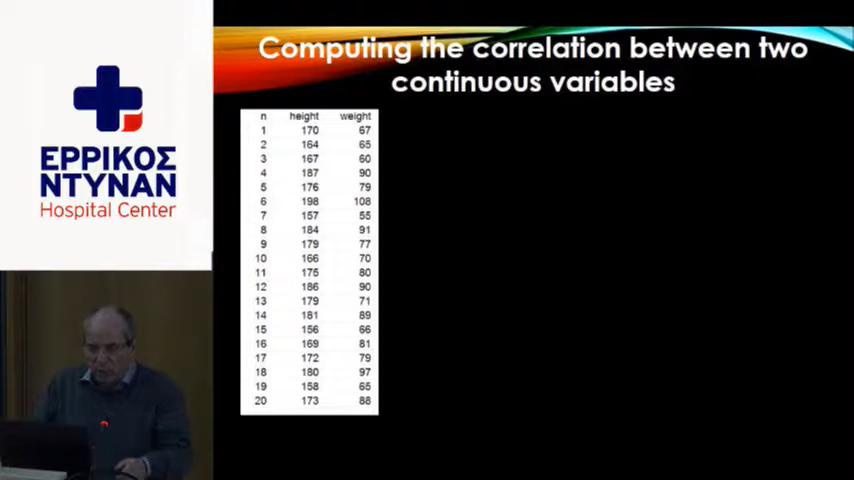 ΕΡΡΙΚΟΣ
ΝΤΥΝΑΝ
Hospital Center
Computing the correlation between two
continuous variables
n height weight
1 170 67
2 164 65
3 167 60
4 187 90
5 176 79
6 198 108
7 157 55
8 184 91
9 179 77
10 166 70
11 175 80
12 186 90
13 179 71
14 181 89
15 156 66
16 169 81
17 172 79
18 180 97
19 158 65
20 173 88